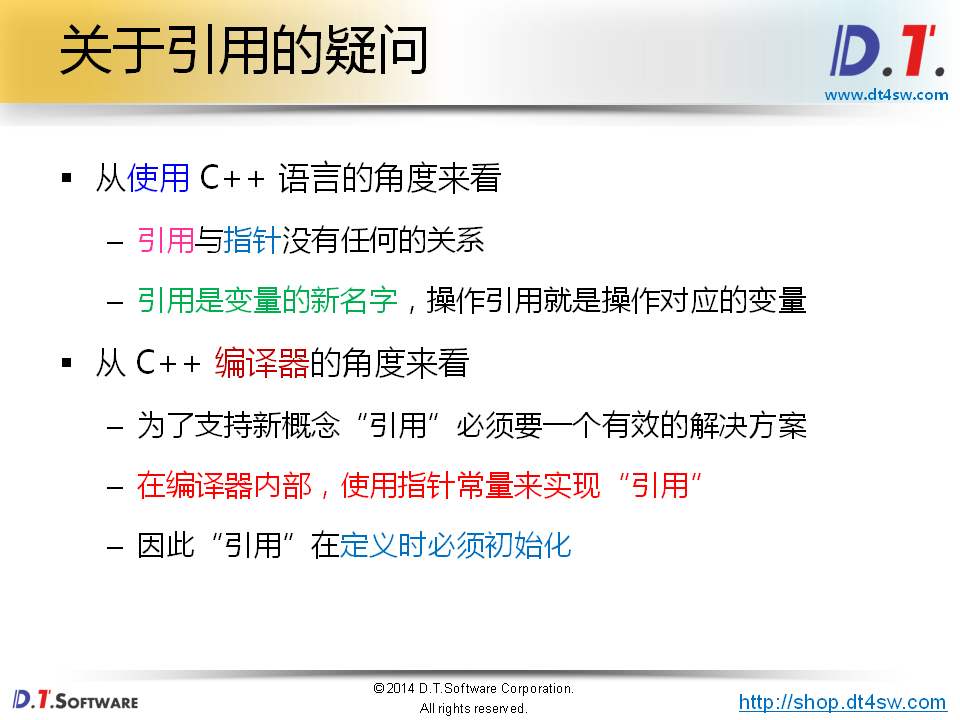 关于引用的疑问
D.T.
www.dt4sw.com
▪ 从使用 C++ 语言的角度来看
– 引用与指针没有任何的关系
– 引用是变量的新名字，操作引用就是操作对应的变量
▪ 从 C++ 编译器的角度来看
– 为了支持新概念“引用”必须要一个有效的解决方案
– 在编译器内部，使用指针常量来实现“引用”
– 因此“引用”在定义时必须初始化
D.T.SOFTWARE
©2014 D.T.Software Corporation.
All rights reserved.
http://shop.dt4sw.com